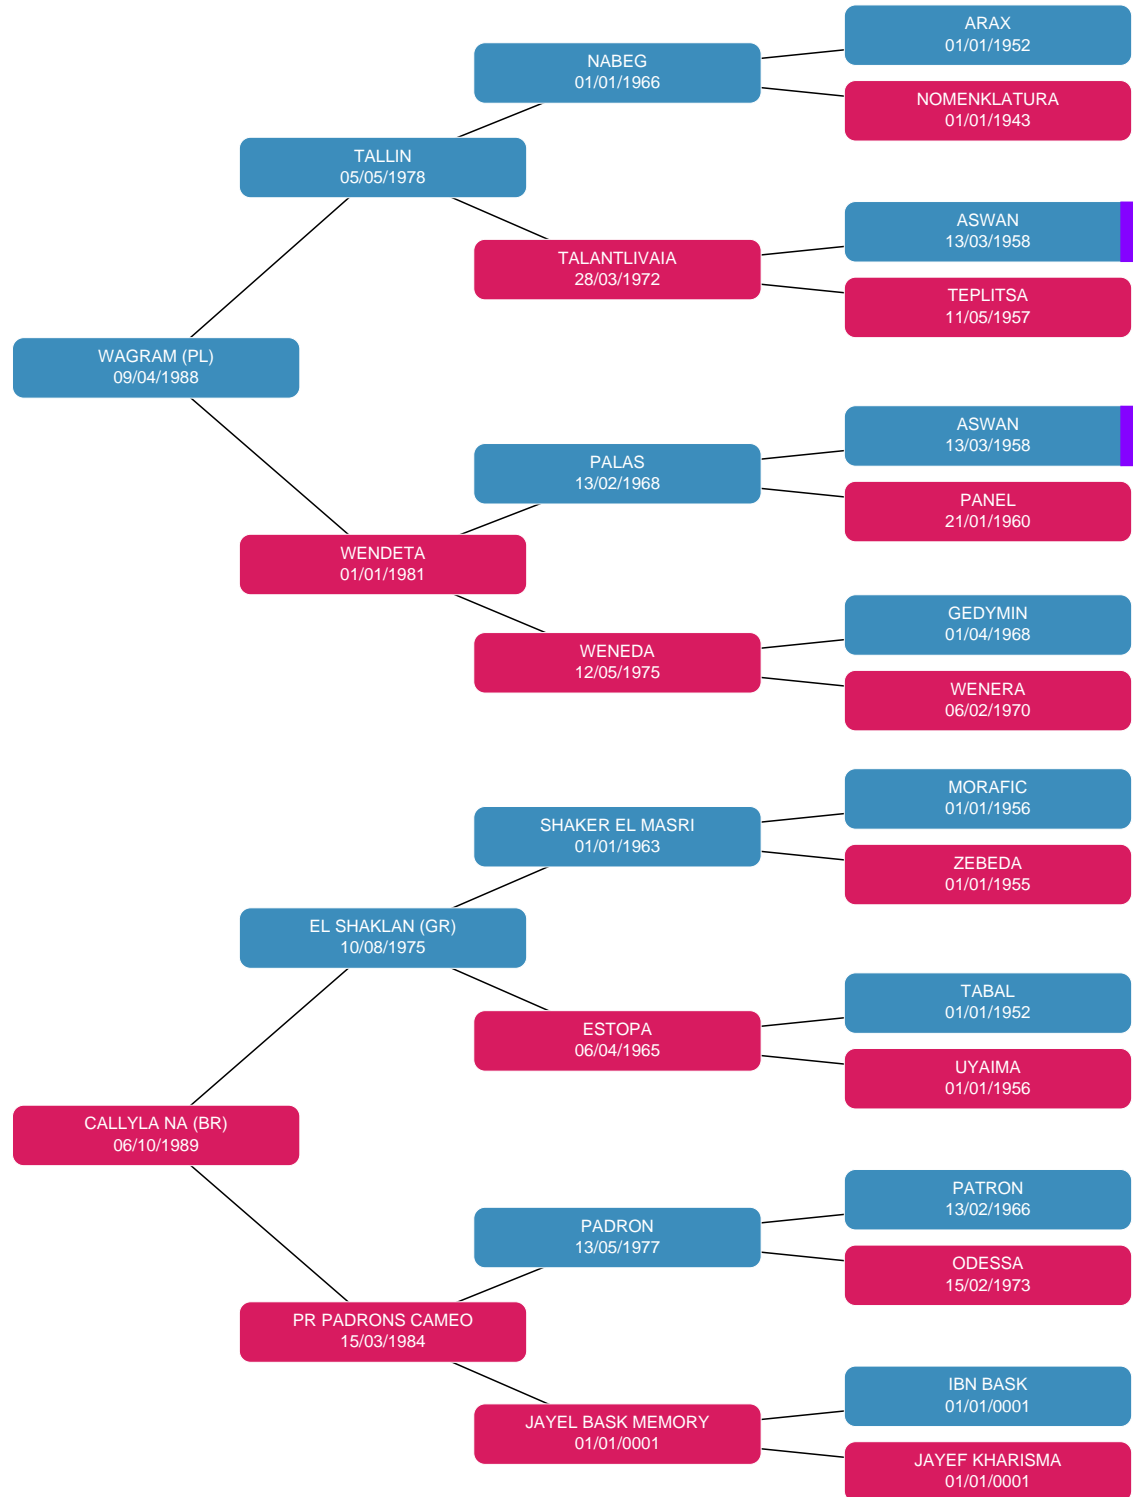 ARAX
01/01/1952
NABEG
01/01/1966
NOMENKLATURA
01/01/1943
TALLIN
05/05/1978
ASWAN
13/03/1958
TALANTLIVAIA
28/03/1972
TEPLITSA
11/05/1957
WAGRAM (PL)
09/04/1988
ASWAN
13/03/1958
PALAS
13/02/1968
PANEL
21/01/1960
WENDETA
01/01/1981
GEDYMIN
01/04/1968
WENEDA
12/05/1975
WENERA
06/02/1970
MORAFIC
01/01/1956
SHAKER EL MASRI
01/01/1963
ZEBEDA
01/01/1955
EL SHAKLAN (GR)
10/08/1975
TABAL
01/01/1952
ESTOPA
06/04/1965
UYAIMA
01/01/1956
CALLYLA NA (BR)
06/10/1989
PATRON
13/02/1966
PADRON
13/05/1977
ODESSA
15/02/1973
PR PADRONS CAMEO
15/03/1984
IBN BASK
01/01/0001
JAYEL BASK MEMORY
01/01/0001
JAYEF KHARISMA
01/01/0001